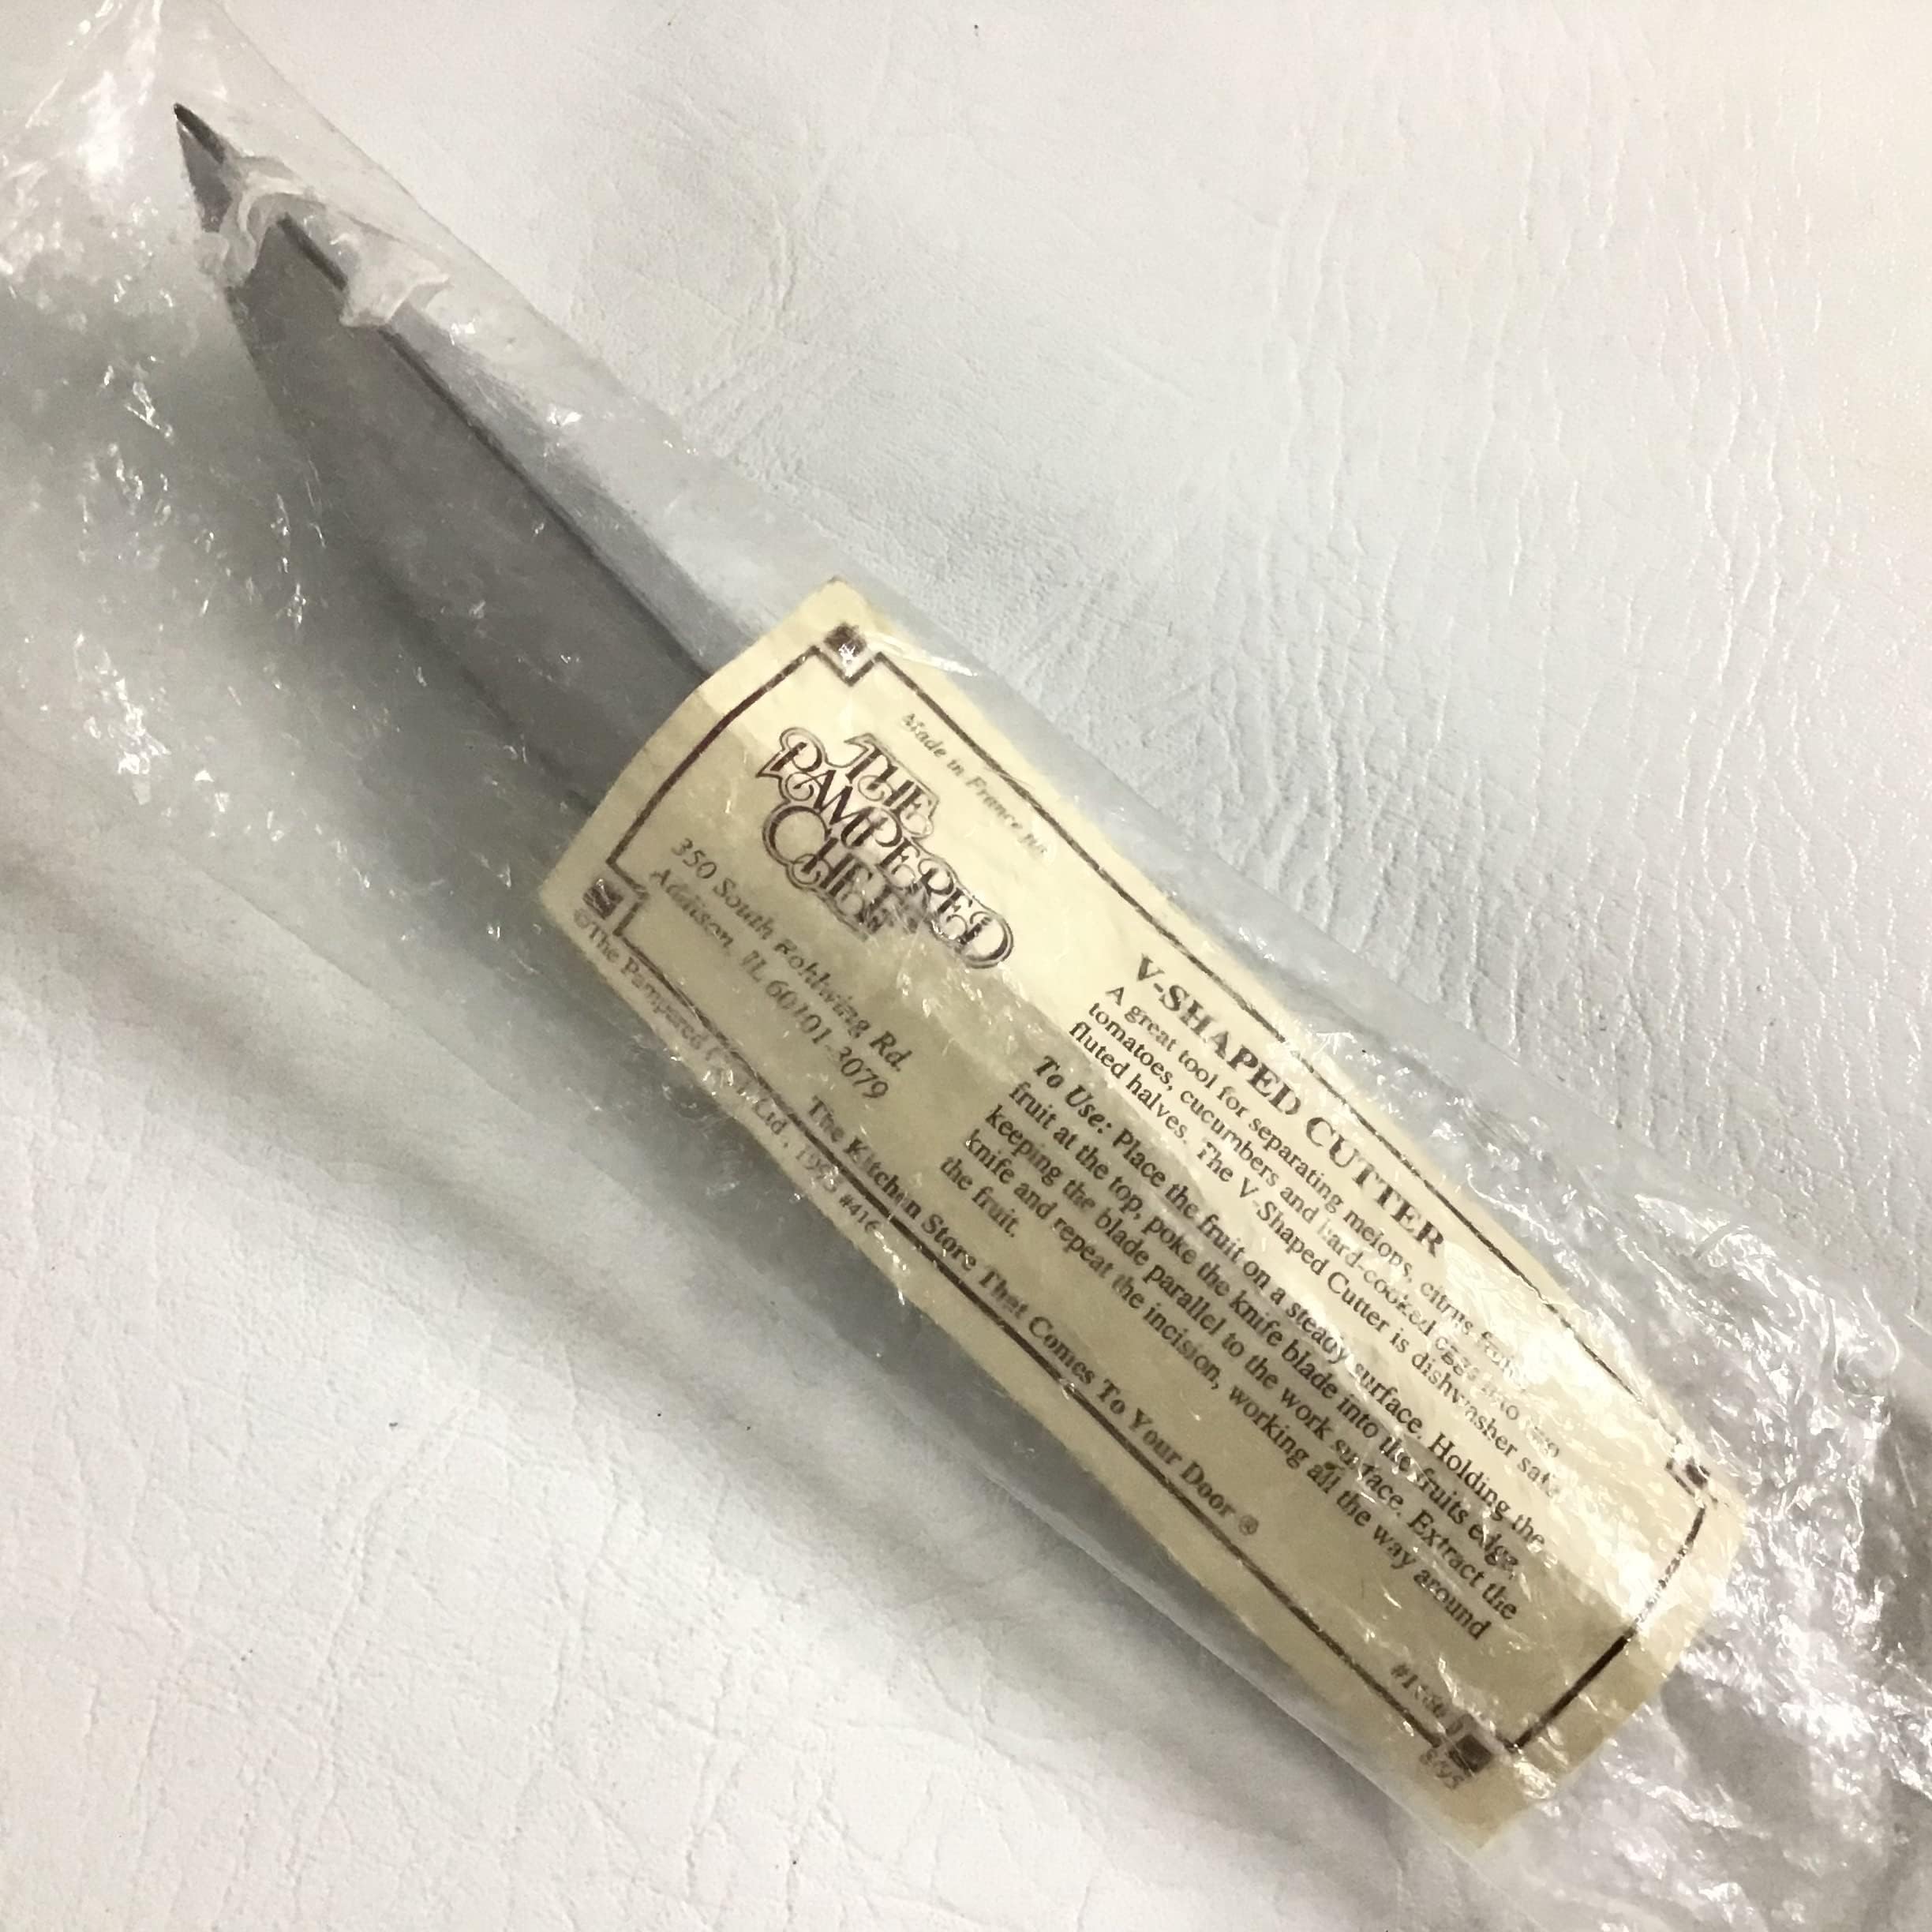 Made in France
THE
PAMPERED
CHEF
350 South Rohlwing Rd.
Addison, IL 60101-3079
V-SHAPED CUTTER
A great tool for separating melons, citrus fruits,
tomatoes, cucumbers and hard-cooked eggs into two
fluted halves. The V-Shaped Cutter is dishwasher safe.
To Use: Place the fruit on a steady surface. Holding the
fruit at the top, poke the knife blade into the fruits edge,
keeping the blade parallel to the work surface. Extract the
knife and repeat the incision, working all the way around
the fruit.
The Kitchen Store That Comes To Your Door ®
©The Pampered Ltd., #416